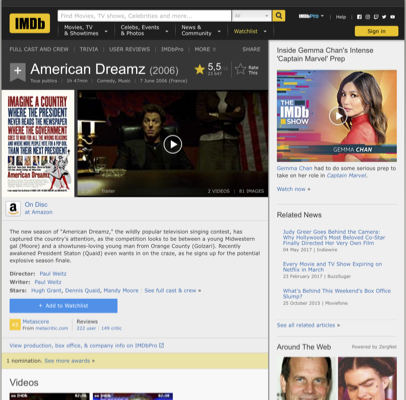 IMDb
Find Movies, TV shows, Celebrities and more...
All
Movies, TV & Showtimes
Celebs, Events & Photos
News & Community
Watchlist
IMDbPro
Help
Sign in
FULL CAST AND CREW | TRIVIA | USER REVIEWS | IMDbPro | MORE
SHARE
American Dreamz (2006)
5,5
Rate This
Tous publics | 1h 47min | Comedy, Music | 7 June 2006 (France)
IMAGINE A COUNTRY
WHERE THE PRESIDENT
NEVER READS THE NEWSPAPER
WHERE THE GOVERNMENT
GOES TO WAR FOR ALL THE WRONG REASONS
AND MORE PEOPLE VOTE FOR A POP IDOL
THAN THEIR NEXT PRESIDENT.
American Dreamz
Trailer
2 VIDEOS | 81 IMAGES
On Disc
at Amazon
The new season of "American Dreamz," the wildly popular television singing contest, has
captured the country's attention, as the competition looks to be between a young Midwestern
gal (Moore) and a showtunes-loving young man from Orange County (Golzari). Recently
awakened President Staton (Quaid) even wants in on the craze, as he signs up for the potential
explosive season finale.
Director: Paul Weitz
Writer: Paul Weitz
Stars: Hugh Grant, Dennis Quaid, Mandy Moore | See full cast & crew »
+ Add to Watchlist
Metascore
From metacritic.com
Reviews
222 user | 149 critic
View production, box office, & company info on IMDbPro
1 nomination. See more awards »
Videos
Inside Gemma Chan's Intense
'Captain Marvel' Prep
THE
IMDb
SHOW
GEMMA CHAN
Gemma Chan had to do some serious prep to
take on her role in Captain Marvel.
Watch now »
Related News
Judy Greer Goes Behind the Camera:
Why Hollywood's Most Beloved Co-Star
Finally Directed Her Very Own Film
04 May 2017 | Indiewire
Every Movie and TV Show Expiring on
Netflix in March
23 February 2017 | BuzzSugar
What's Behind This Weekend's Box Office
Slump?
25 October 2015 | Moviefone
See all related articles »
Around The Web
Powered by ZergNet